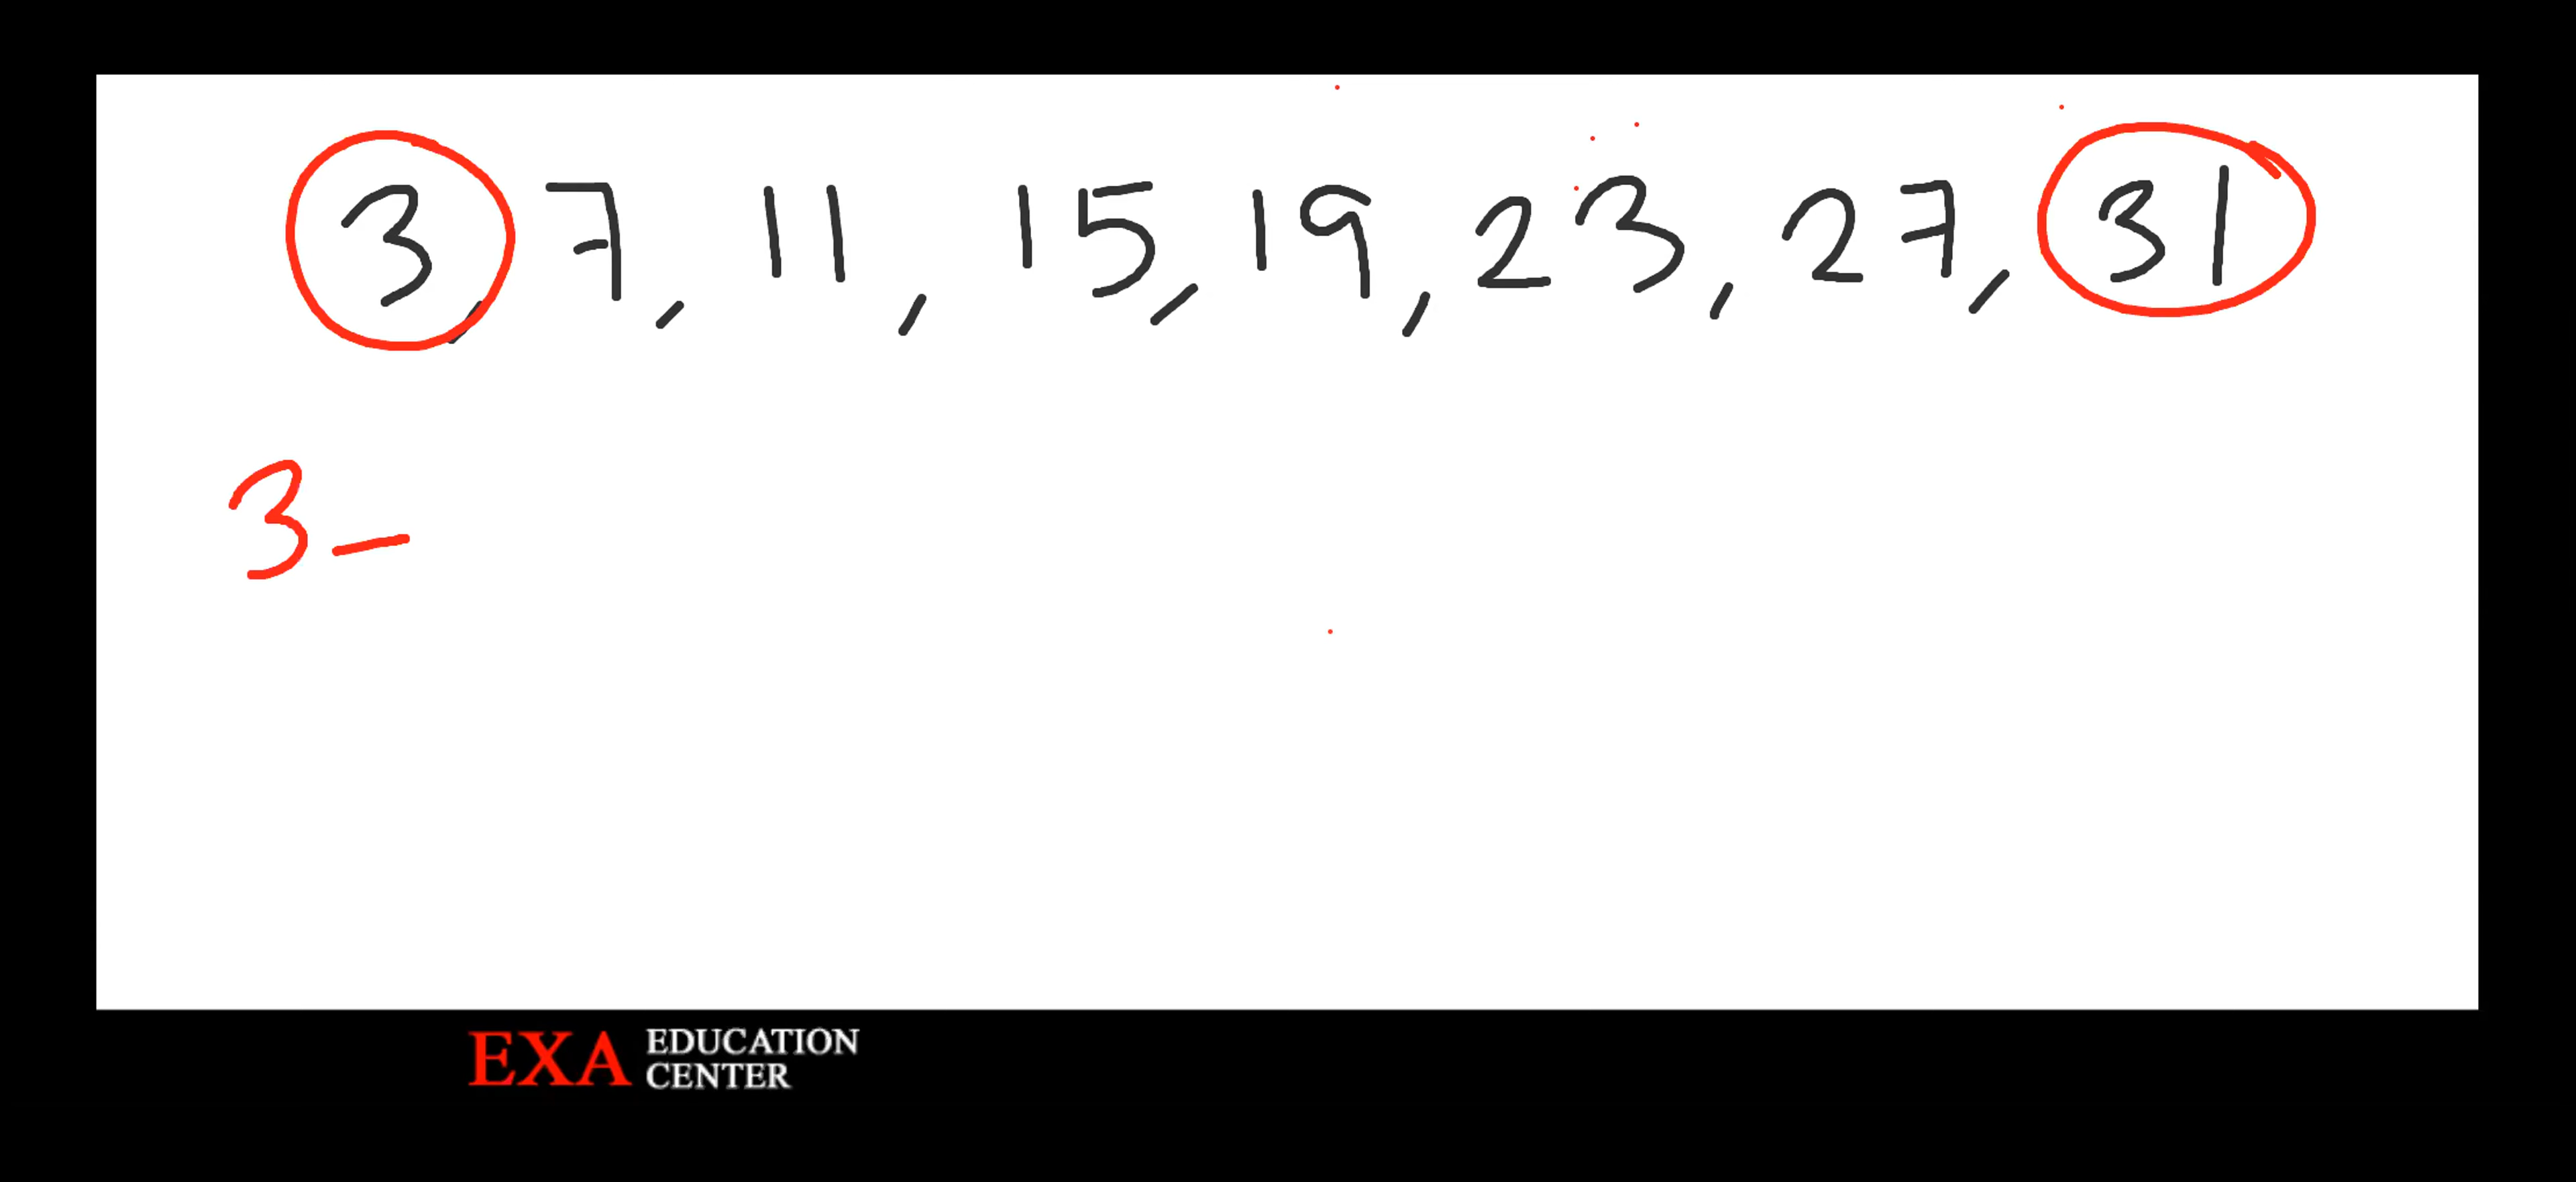 3, 7, 11, 15, 19, 23, 27, 31
3-
EXA EDUCATION
CENTER